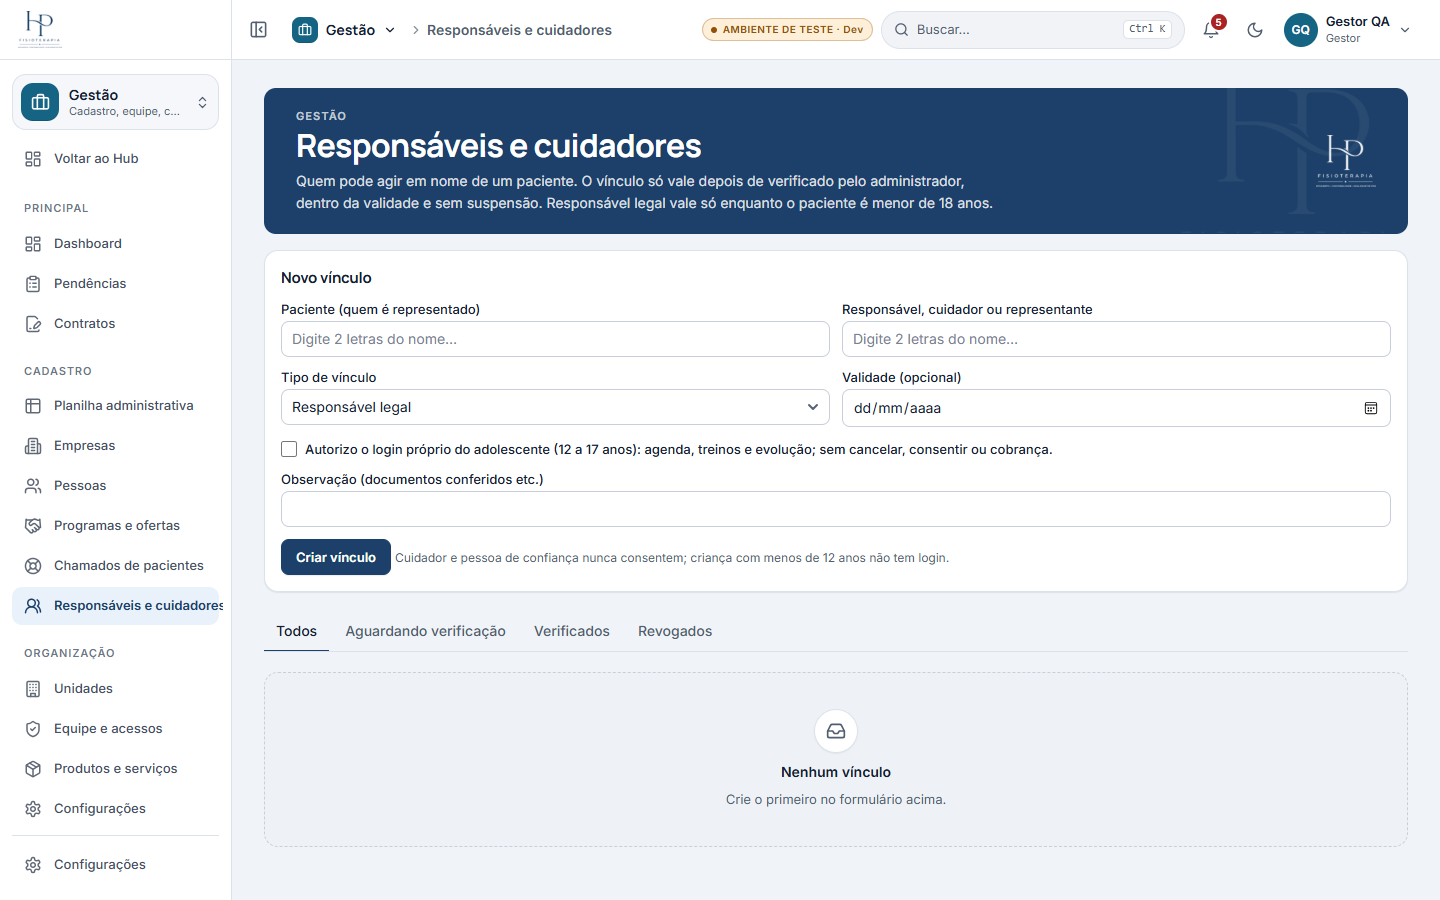 HP
FISIOTERAPIA
Gestão
Responsáveis e cuidadores
AMBIENTE DE TESTE · Dev
Buscar...
Ctrl K
5
GQ
Gestor QA
Gestor
Gestão
Cadastro, equipe, c...
Voltar ao Hub
PRINCIPAL
Dashboard
Pendências
Contratos
CADASTRO
Planilha administrativa
Empresas
Pessoas
Programas e ofertas
Chamados de pacientes
Responsáveis e cuidadores
ORGANIZAÇÃO
Unidades
Equipe e acessos
Produtos e serviços
Configurações
Configurações
GESTÃO
Responsáveis e cuidadores
Quem pode agir em nome de um paciente. O vínculo só vale depois de verificado pelo administrador,
dentro da validade e sem suspensão. Responsável legal vale só enquanto o paciente é menor de 18 anos.
HP
FISIOTERAPIA
Novo vínculo
Paciente (quem é representado)
Digite 2 letras do nome...
Responsável, cuidador ou representante
Digite 2 letras do nome...
Tipo de vínculo
Responsável legal
Validade (opcional)
dd/mm/aaaa
Autorizo o login próprio do adolescente (12 a 17 anos): agenda, treinos e evolução; sem cancelar, consentir ou cobrança.
Observação (documentos conferidos etc.)
Criar vínculo
Cuidador e pessoa de confiança nunca consentem; criança com menos de 12 anos não tem login.
Todos
Aguardando verificação
Verificados
Revogados
Nenhum vínculo
Crie o primeiro no formulário acima.